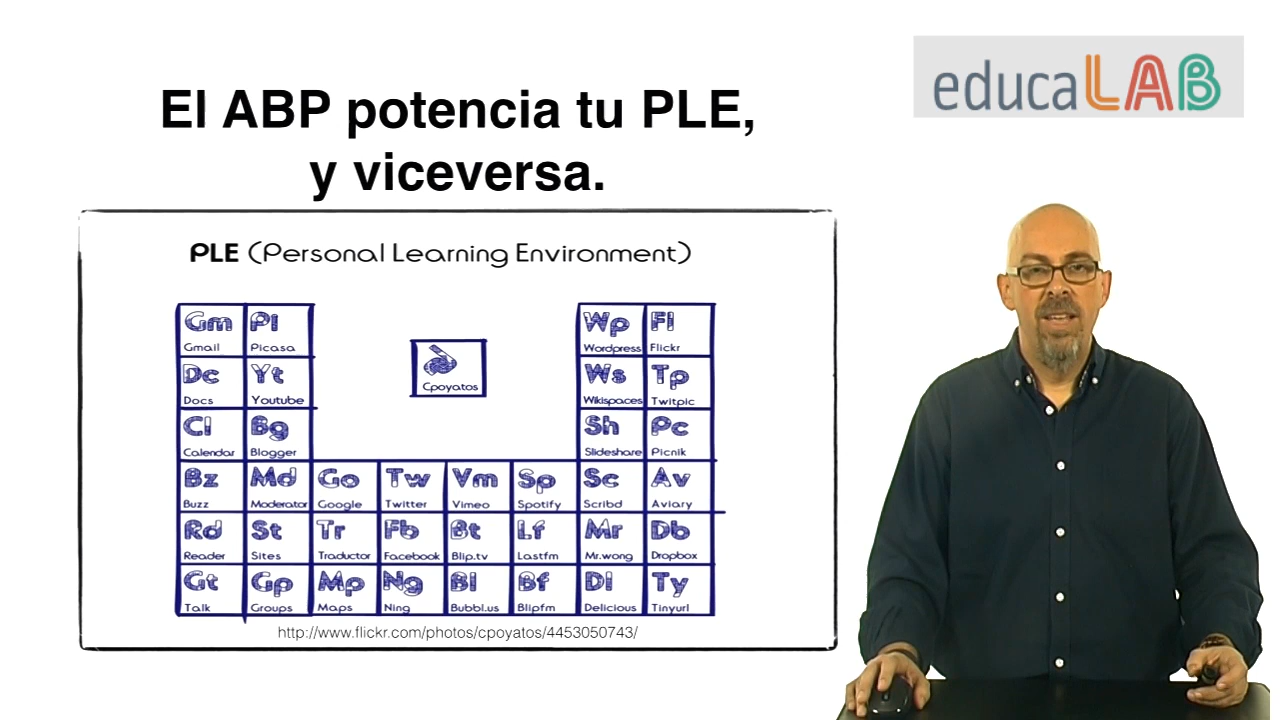 educaLAB
El ABP potencia tu PLE,
y viceversa.
PLE (Personal Learning Environment)
Gm Pi Wp Fl
Gmail Picasa Wordpress Flickr
Cpoyatos
Dc Yt Ws Tp
Docs Youtube Wikispaces Twitpic
Cl Bg Sh Pc
Calendar Blogger Slideshare Picnik
Bz Md Go Tw Vm Sp Sc Av
Buzz Moderator Google Twitter Vimeo Spotify Scribd Aviary
Rd St Tr Fb Bt Lf Mr Db
Reader Sites Traductor Facebook Blip.tv Lastfm Mr.wong Dropbox
Gt Gp Mp Ng Bl Bf Dl Ty
Talk Groups Maps Ning Bubbl.us Blipfm Delicious Tinyurl
http://www.flickr.com/photos/cpoyatos/4453050743/